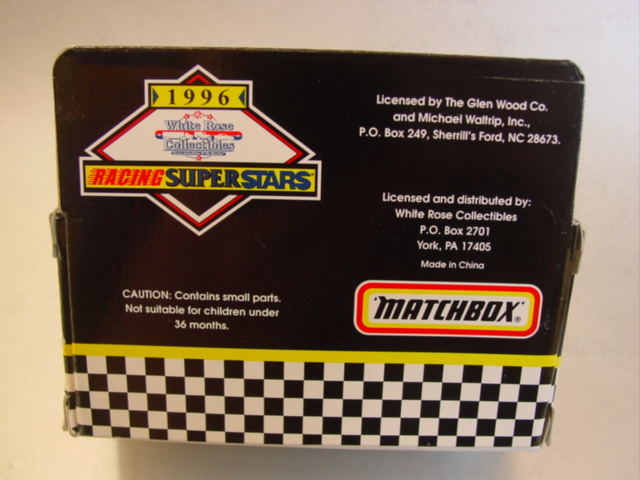 1996
White Rose
Collectibles
RACING SUPERSTARS
Licensed by The Glen Wood Co.
and Michael Waltrip, Inc.,
P.O. Box 249, Sherrill's Ford, NC 28673.
Licensed and distributed by:
White Rose Collectibles
P.O. Box 2701
York, PA 17405
Made in China
CAUTION: Contains small parts.
Not suitable for children under
36 months.
"MATCHBOX"®